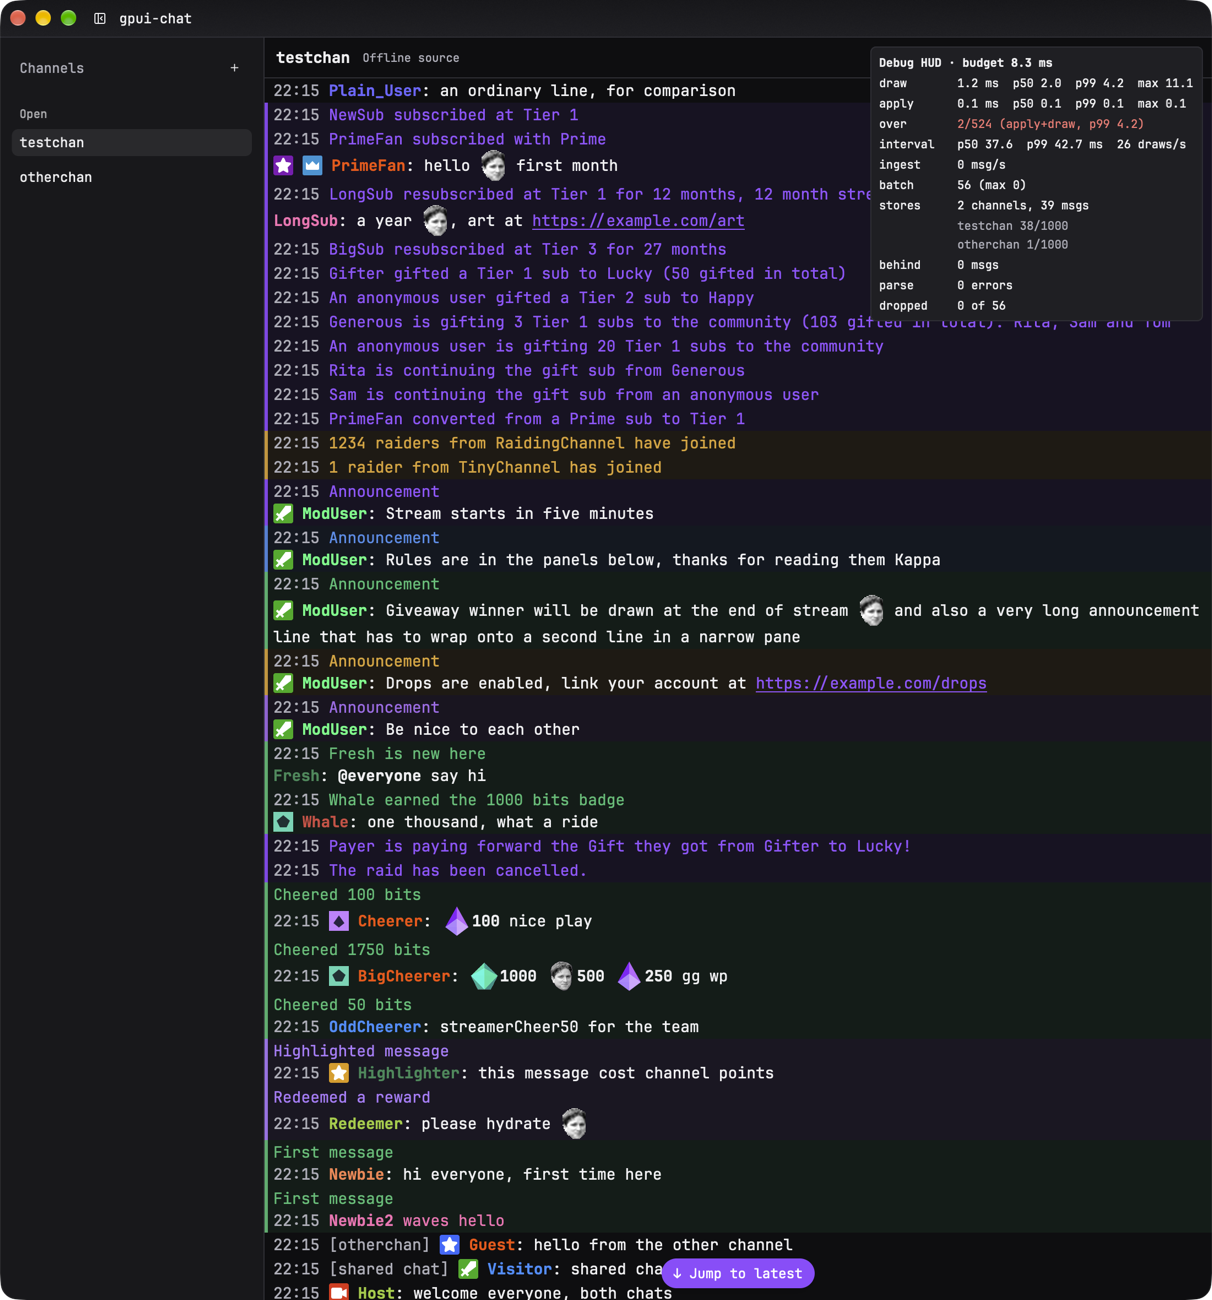 gpui-chat
Channels +
Open
testchan
otherchan
testchan Offline source
Debug HUD · budget 8.3 ms
draw 1.2 ms p50 2.0 p99 4.2 max 11.1
apply 0.1 ms p50 0.1 p99 0.1 max 0.1
over 2/524 (apply+draw, p99 4.2)
interval p50 37.6 p99 42.7 ms 26 draws/s
ingest 0 msg/s
batch 56 (max 0)
stores 2 channels, 39 msgs
testchan 38/1000
otherchan 1/1000
behind 0 msgs
parse 0 errors
dropped 0 of 56
22:15 Plain_User: an ordinary line, for comparison
22:15 NewSub subscribed at Tier 1
22:15 PrimeFan subscribed with Prime
PrimeFan: hello first month
22:15 LongSub resubscribed at Tier 1 for 12 months, 12 month stre
LongSub: a year , art at https://example.com/art
22:15 BigSub resubscribed at Tier 3 for 27 months
22:15 Gifter gifted a Tier 1 sub to Lucky (50 gifted in total)
22:15 An anonymous user gifted a Tier 2 sub to Happy
22:15 Generous is gifting 3 Tier 1 subs to the community (103 gifted in total): Rita, Sam and Tom
22:15 An anonymous user is gifting 20 Tier 1 subs to the community
22:15 Rita is continuing the gift sub from Generous
22:15 Sam is continuing the gift sub from an anonymous user
22:15 PrimeFan converted from a Prime sub to Tier 1
22:15 1234 raiders from RaidingChannel have joined
22:15 1 raider from TinyChannel has joined
22:15 Announcement
ModUser: Stream starts in five minutes
22:15 Announcement
ModUser: Rules are in the panels below, thanks for reading them Kappa
22:15 Announcement
ModUser: Giveaway winner will be drawn at the end of stream and also a very long announcement
line that has to wrap onto a second line in a narrow pane
22:15 Announcement
ModUser: Drops are enabled, link your account at https://example.com/drops
22:15 Announcement
ModUser: Be nice to each other
22:15 Fresh is new here
Fresh: @everyone say hi
22:15 Whale earned the 1000 bits badge
Whale: one thousand, what a ride
22:15 Payer is paying forward the Gift they got from Gifter to Lucky!
22:15 The raid has been cancelled.
Cheered 100 bits
22:15 Cheerer: 100 nice play
Cheered 1750 bits
22:15 BigCheerer: 1000 500 250 gg wp
Cheered 50 bits
22:15 OddCheerer: streamerCheer50 for the team
Highlighted message
22:15 Highlighter: this message cost channel points
Redeemed a reward
22:15 Redeemer: please hydrate
First message
22:15 Newbie: hi everyone, first time here
First message
22:15 Newbie2 waves hello
22:15 [otherchan] Guest: hello from the other channel
22:15 [shared chat] Visitor: shared cha
↓ Jump to latest
22:15 Host: welcome everyone, both chats